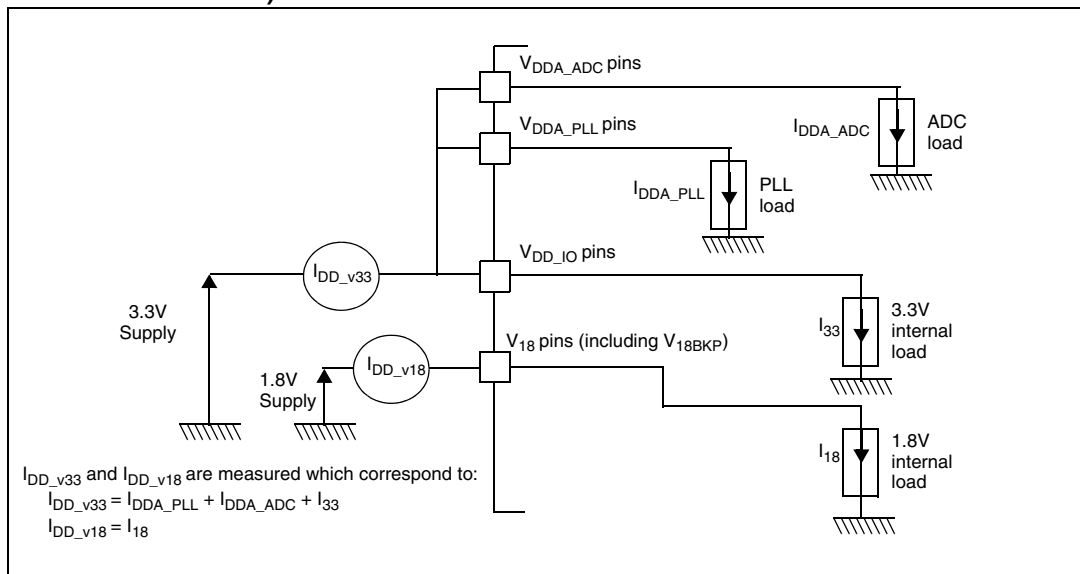 V_DDA_ADC pins
I_DDA_ADC
ADC
load
V_DDA_PLL pins
I_DDA_PLL
PLL
load
V_DD_IO pins
I_DD_v33
3.3V
Supply
I_33
3.3V
internal
load
V_18 pins (including V_18BKP)
I_DD_v18
1.8V
Supply
I_18
1.8V
internal
load
I_DD_v33 and I_DD_v18 are measured which correspond to:
I_DD_v33 = I_DDA_PLL + I_DDA_ADC + I_33
I_DD_v18 = I_18